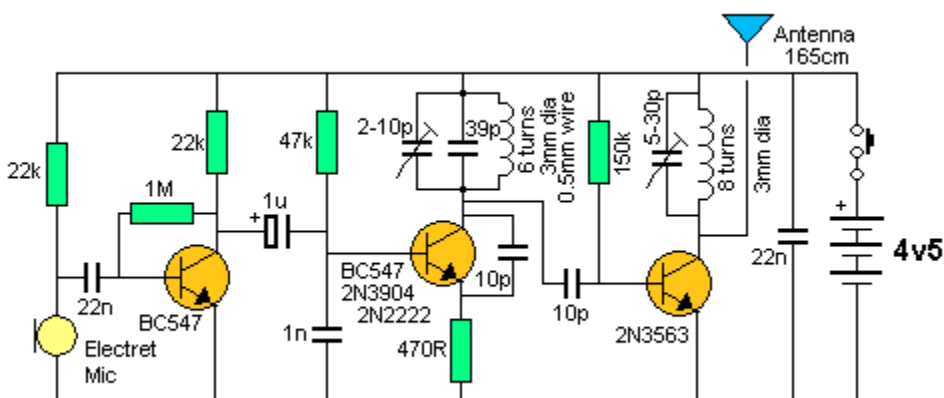 Antenna
165cm
22k
22k
1M
+
1u
47k
2-10p
39p
6 turns
3mm dia
0.5mm wire
150k
5-30p
8 turns
3mm dia
+
4v5
22n
22n
BC547
Electret
Mic
1n
BC547
2N3904
2N2222
470R
10p
10p
2N3563